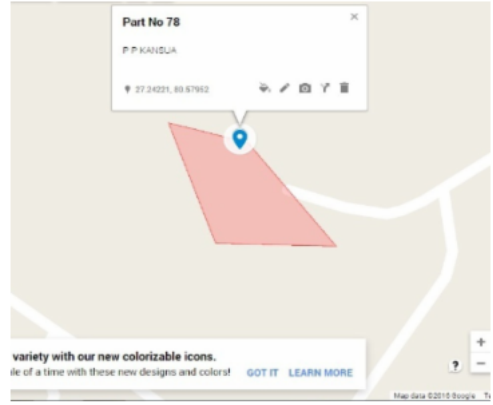 Part No 78
P P KANSUA
27.24221, 80.57952
variety with our new colorizable icons.
le of a time with these new designs and colors! GOT IT LEARN MORE
Map data ©2016 Google